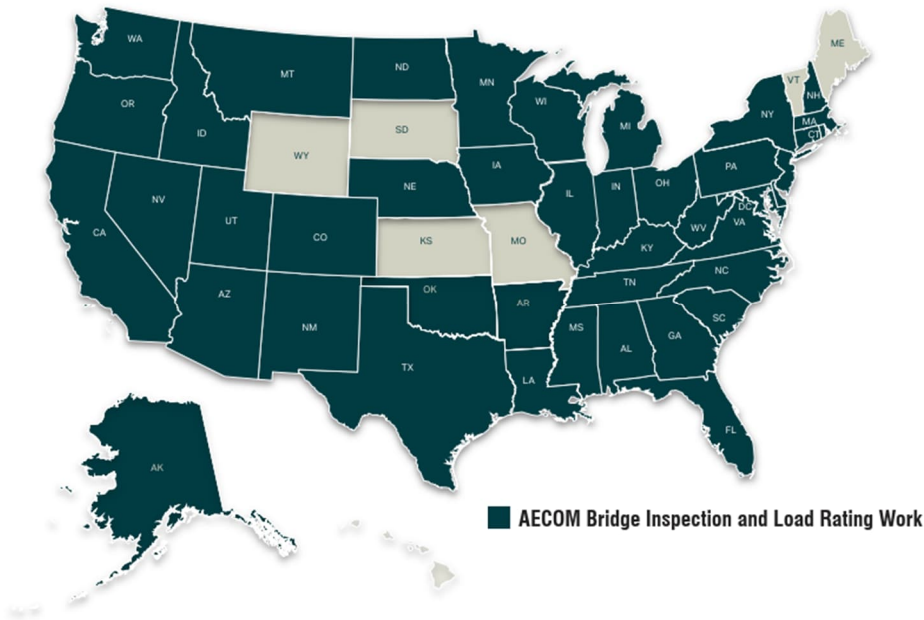 WA
MT
ND
MN
ME
VT
NH
OR
ID
WY
SD
WI
MI
NY
MA
CT
IA
PA
NE
NV
UT
CO
IL
IN
OH
DC
CA
KS
MO
WV
VA
KY
AZ
NM
OK
AR
TN
NC
SC
TX
MS
AL
GA
LA
FL
AK
AECOM Bridge Inspection and Load Rating Work